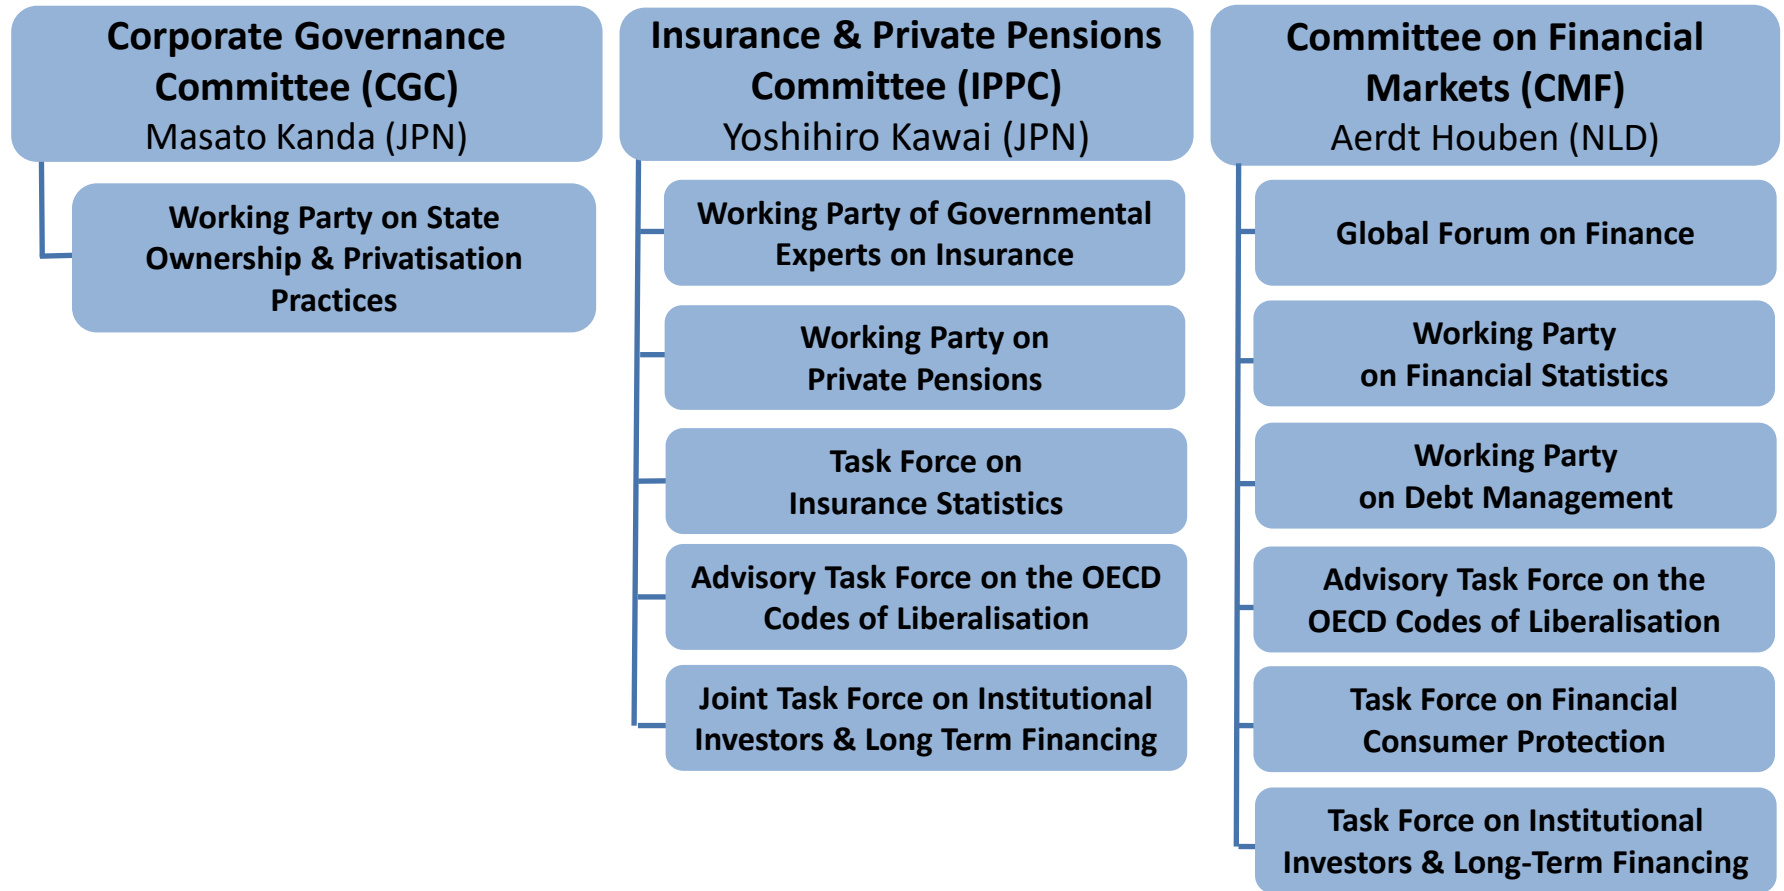 Corporate Governance
Committee (CGC)
Masato Kanda (JPN)
Working Party on State
Ownership & Privatisation
Practices
Insurance & Private Pensions
Committee (IPPC)
Yoshihiro Kawai (JPN)
Working Party of Governmental
Experts on Insurance
Working Party on
Private Pensions
Task Force on
Insurance Statistics
Advisory Task Force on the OECD
Codes of Liberalisation
Joint Task Force on Institutional
Investors & Long Term Financing
Committee on Financial
Markets (CMF)
Aerdt Houben (NLD)
Global Forum on Finance
Working Party
on Financial Statistics
Working Party
on Debt Management
Advisory Task Force on the
OECD Codes of Liberalisation
Task Force on Financial
Consumer Protection
Task Force on Institutional
Investors & Long-Term Financing